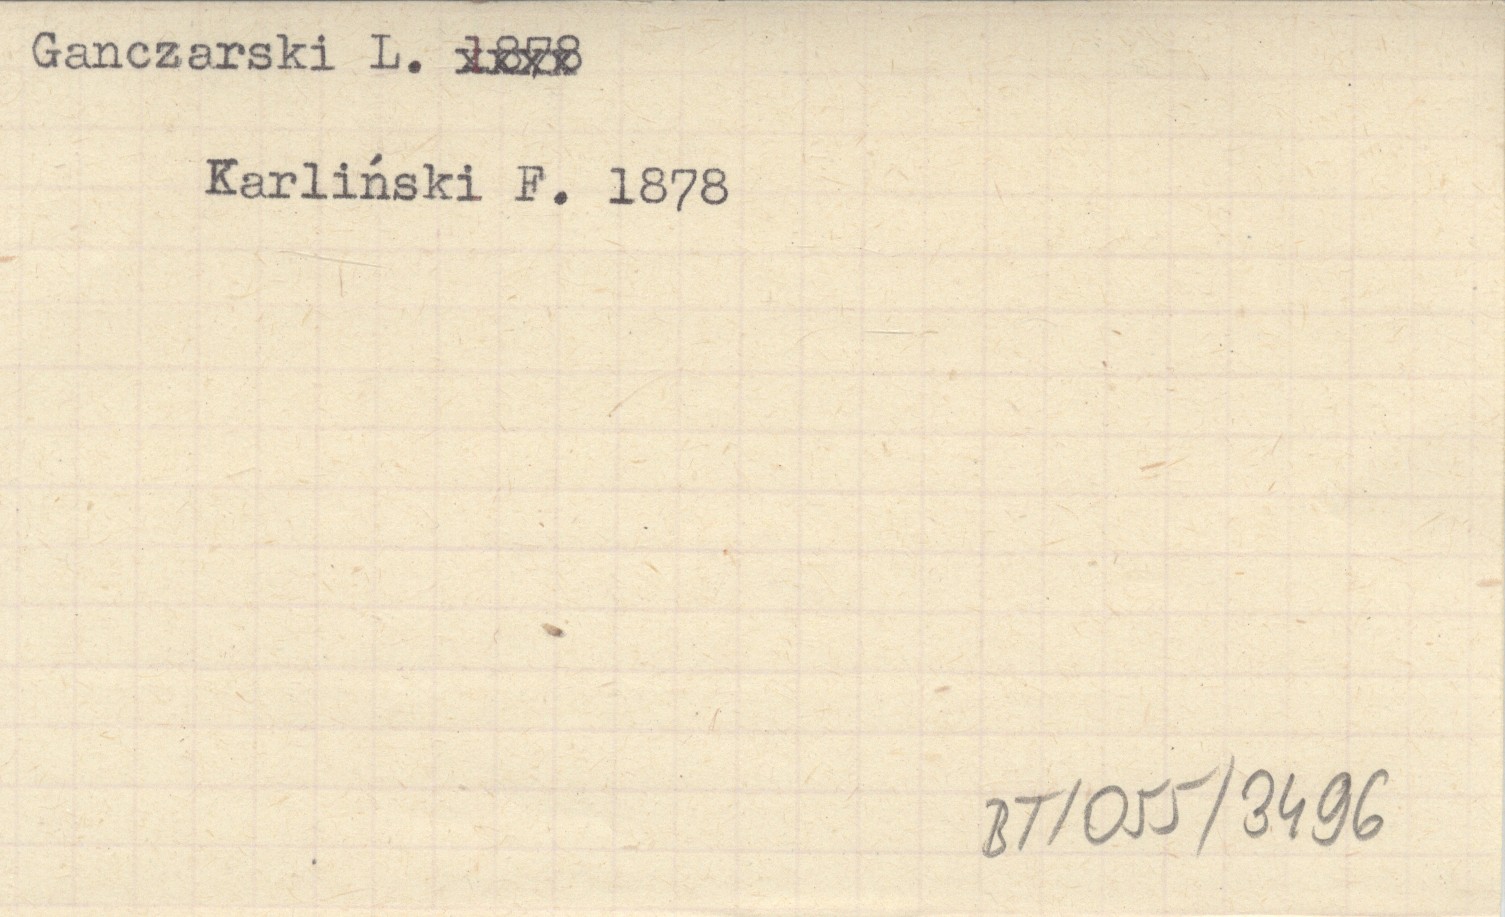 Ganczarski L. 1878
Karliński F. 1878
BT/055/3496